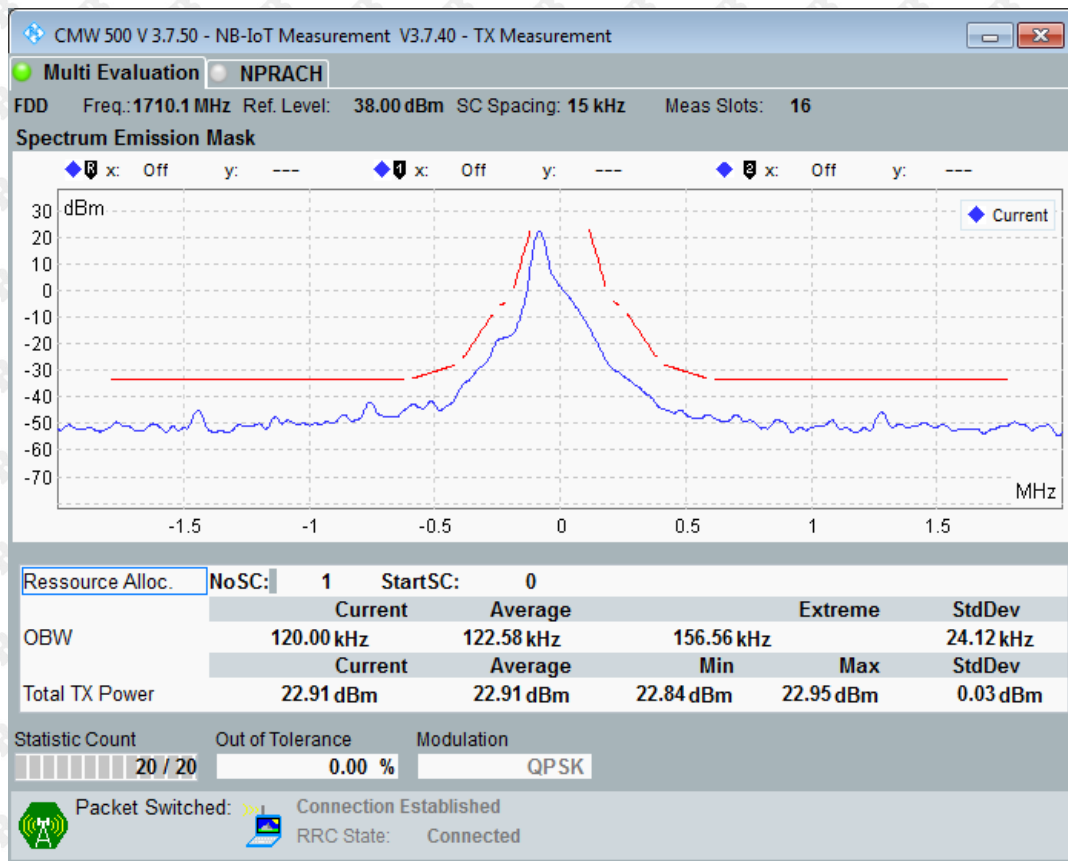 CMW 500 V 3.7.50 - NB-IoT Measurement V3.7.40 - TX Measurement
Multi Evaluation NPRACH
FDD Freq.: 1710.1 MHz Ref. Level: 38.00 dBm SC Spacing: 15 kHz Meas Slots: 16
Spectrum Emission Mask
R x: Off y: --- 1 x: Off y: --- 2 x: Off y: ---
dBm
Current
30
20
10
0
-10
-20
-30
-40
-50
-60
-70
MHz
-1.5 -1 -0.5 0 0.5 1 1.5
Ressource Alloc. NoSC: 1 StartSC: 0
Current Average Extreme StdDev
OBW 120.00 kHz 122.58 kHz 156.56 kHz 24.12 kHz
Current Average Min Max StdDev
Total TX Power 22.91 dBm 22.91 dBm 22.84 dBm 22.95 dBm 0.03 dBm
Statistic Count Out of Tolerance Modulation
20 / 20 0.00 % QPSK
Packet Switched: Connection Established
RRC State: Connected